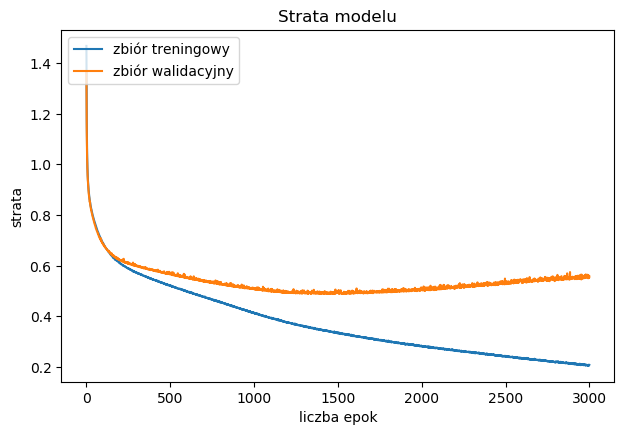 Strata modelu
zbiór treningowy
zbiór walidacyjny
1.4
1.2
1.0
0.8
0.6
0.4
0.2
strata
0 500 1000 1500 2000 2500 3000
liczba epok